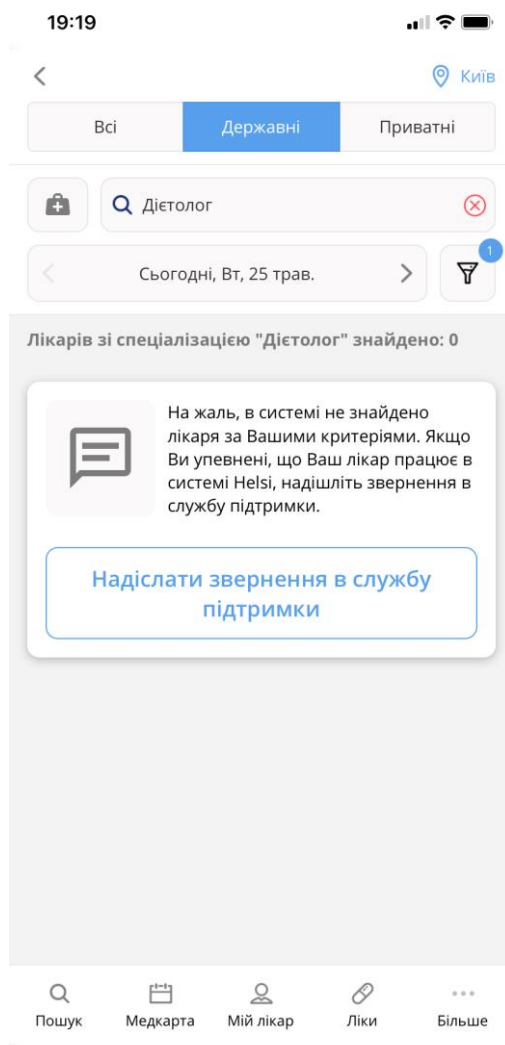 19:19
Київ
Всі Державні Приватні
Дієтолог
Сьогодні, Вт, 25 трав.
1
Лікарів зі спеціалізацією "Дієтолог" знайдено: 0
На жаль, в системі не знайдено
лікаря за Вашими критеріями. Якщо
Ви упевнені, що Ваш лікар працює в
системі Helsi, надішліть звернення в
службу підтримки.
Надіслати звернення в службу
підтримки
Пошук Медкарта Мій лікар Ліки Більше